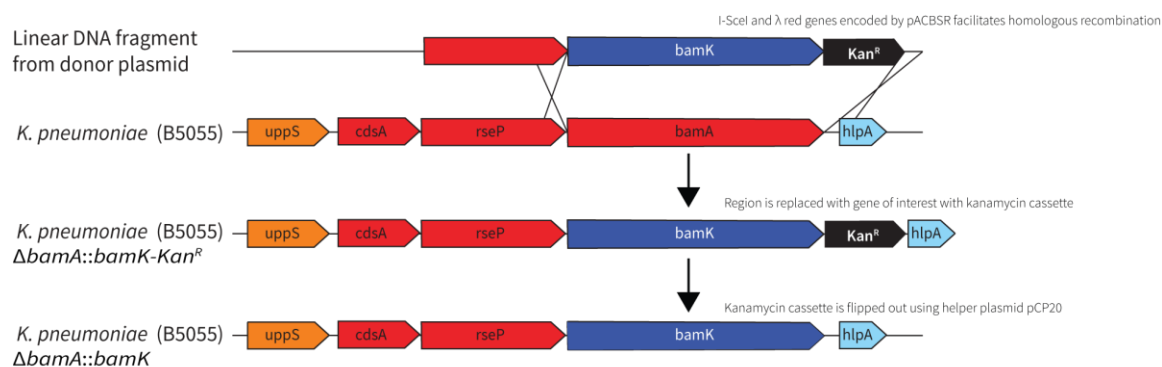 I-SceI and λ red genes encoded by pACBSR facilitates homologous recombination
Linear DNA fragment
from donor plasmid
bamK
Kanᴿ
K. pneumoniae (B5055)
uppS
cdsA
rseP
bamA
hlpA
Region is replaced with gene of interest with kanamycin cassette
K. pneumoniae (B5055)
ΔbamA::bamK-Kanᴿ
uppS
cdsA
rseP
bamK
Kanᴿ
hlpA
Kanamycin cassette is flipped out using helper plasmid pCP20
K. pneumoniae (B5055)
ΔbamA::bamK
uppS
cdsA
rseP
bamK
hlpA